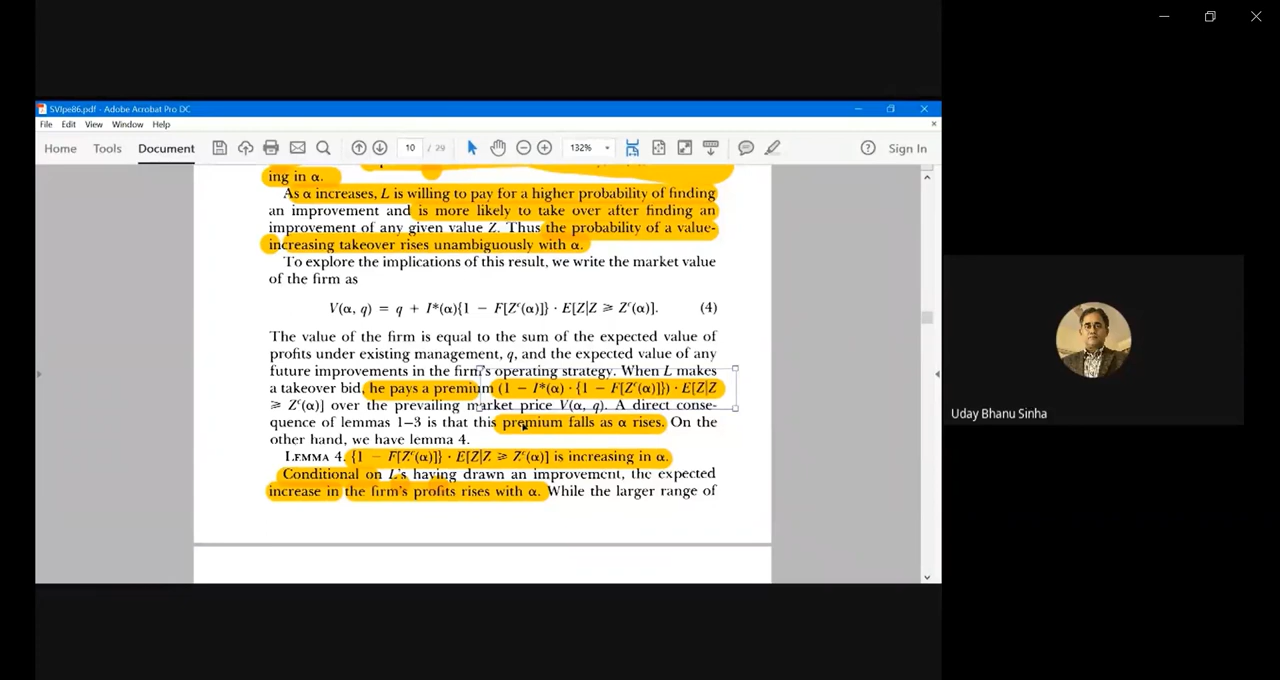 SVJpe86.pdf - Adobe Acrobat Pro DC
File Edit View Window Help
Home Tools Document 10 / 29 132% Sign In
ing in α.
As α increases, L is willing to pay for a higher probability of finding
an improvement and is more likely to take over after finding an
improvement of any given value Z. Thus the probability of a value-
increasing takeover rises unambiguously with α.
To explore the implications of this result, we write the market value
of the firm as
V(α, q) = q + I*(α){1 − F[Zᶜ(α)]} · E[Z|Z ⩾ Zᶜ(α)]. (4)
The value of the firm is equal to the sum of the expected value of
profits under existing management, q, and the expected value of any
future improvements in the firm's operating strategy. When L makes
a takeover bid, he pays a premium (1 − I*(α) · {1 − F[Zᶜ(α)]}) · E[Z|Z
⩾ Zᶜ(α)] over the prevailing market price V(α, q). A direct conse-
quence of lemmas 1–3 is that this premium falls as α rises. On the
other hand, we have lemma 4.
LEMMA 4. {1 − F[Zᶜ(α)]} · E[Z|Z ⩾ Zᶜ(α)] is increasing in α.
Conditional on L's having drawn an improvement, the expected
increase in the firm's profits rises with α. While the larger range of
Uday Bhanu Sinha